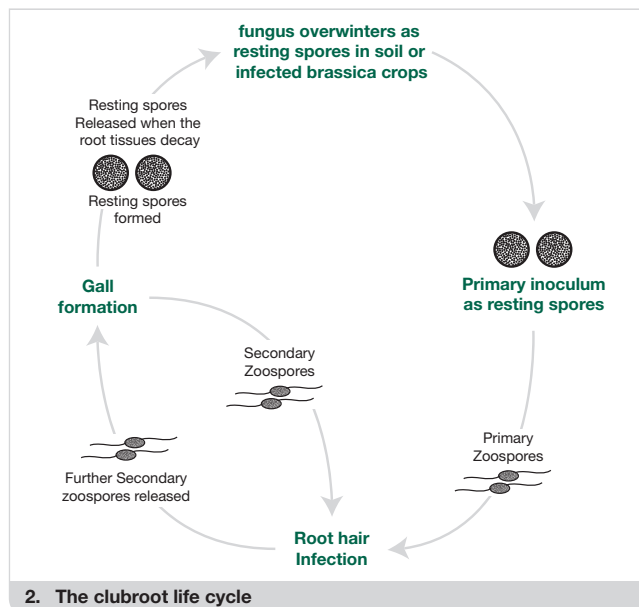 fungus overwinters as
resting spores in soil or
infected brassica crops
Resting spores
Released when the
root tissues decay
Resting spores
formed
Primary inoculum
as resting spores
Gall
formation
Secondary
Zoospores
Primary
Zoospores
Further Secondary
zoospores released
Root hair
Infection
2. The clubroot life cycle